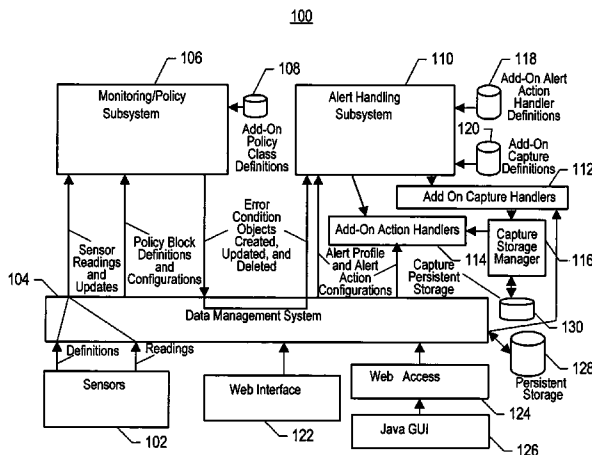 100
106
108
110
118
Monitoring/Policy
Subsystem
Add-On
Policy
Class
Definitions
Alert Handling
Subsystem
Add-On Alert
Action
Handler
Definitions
120
Add-On
Capture
Definitions
112
Add On Capture Handlers
Add-On Action Handlers
114
Capture
Storage
Manager
116
Sensor
Readings
and
Updates
Policy Block
Definitions
and
Configurations
Error
Condition
Objects
Created,
Updated, and
Deleted
Alert Profile
and Alert
Action
Configurations
Capture
Persistent
Storage
130
104
Data Management System
Definitions
Readings
128
Persistent
Storage
Sensors
102
Web Interface
122
Web Access
124
Java GUI
126